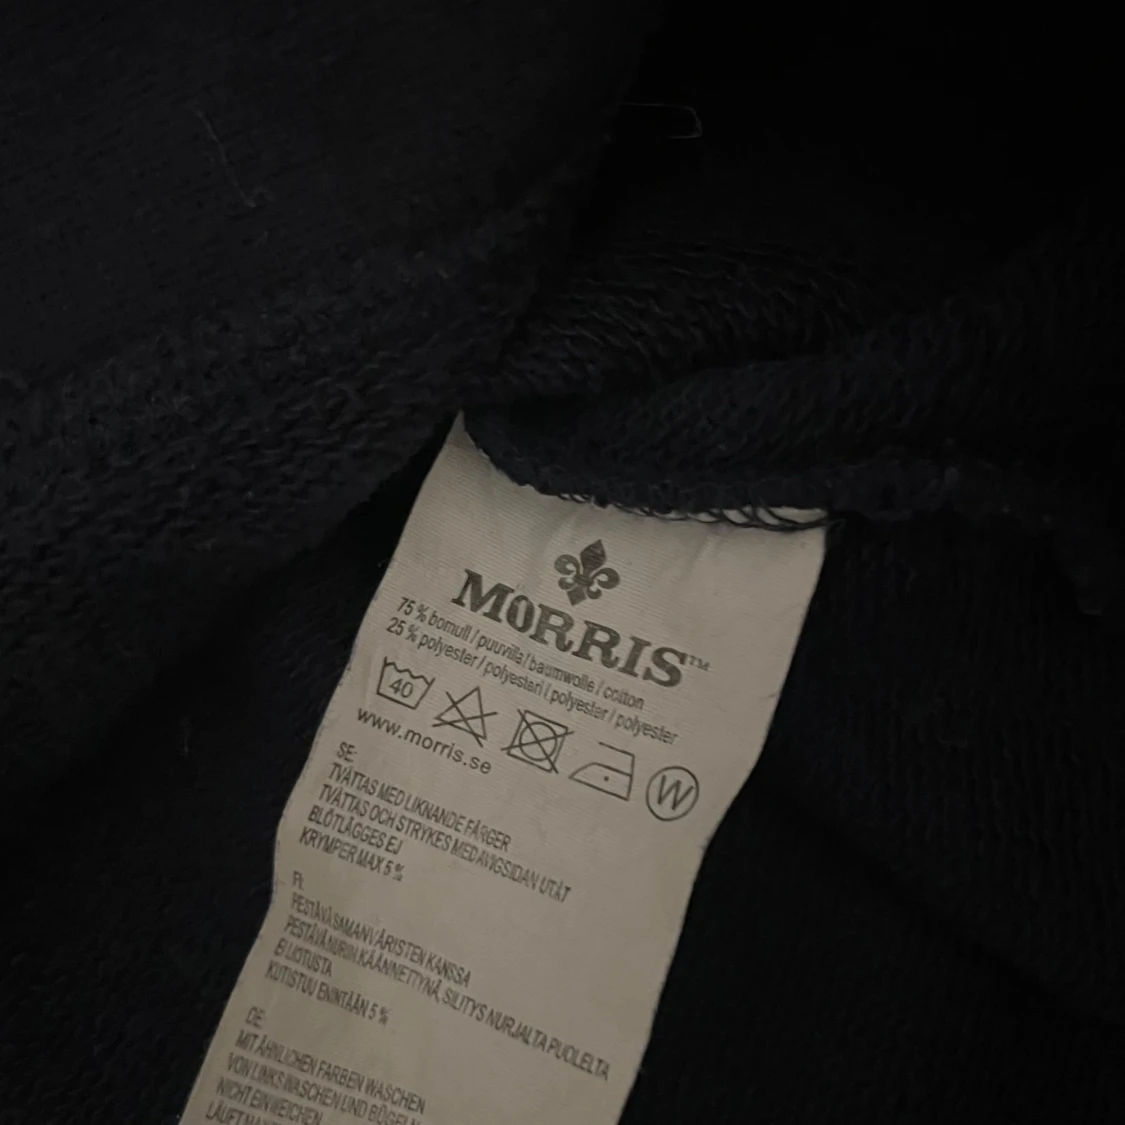 MORRIS™
75 % bomull / puuvilla / baumwolle / cotton
25 % polyester / polyesteri / polyester / polyester
40
W
www.morris.se
SE:
TVÄTTAS MED LIKNANDE FÄRGER
TVÄTTAS OCH STRYKES MED AVIGSIDAN UTÅT
BLÖTLÄGGES EJ
KRYMPER MAX 5 %
FI:
PESTÄVÄ SAMANVÄRISTEN KANSSA
PESTÄVÄ NURIN KÄÄNNETTYNÄ, SILITYS NURJALTA PUOLELTA
EI LIOTUSTA
KUTISTUU ENINTÄÄN 5 %
DE:
MIT ÄHNLICHEN FARBEN WASCHEN
VON LINKS WASCHEN UND BÜGELN
NICHT EINWEICHEN
LÄUFT